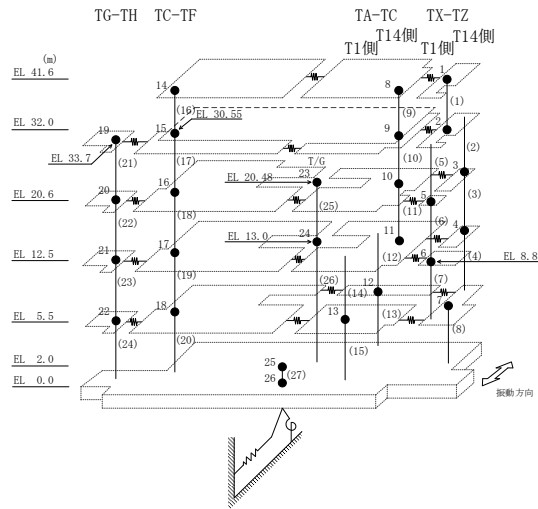 TG-TH TC-TF TA-TC TX-TZ
T1側 T14側 T1側 T14側
(m)
EL 41.6 14 8 1
(16) (9) (1)
EL 32.0 19 15 EL 30.55 9 2
EL 33.7 (21) (17) (10) (5) (2)
T/G
EL 20.6 20 16 EL 20.48 23 10 5 3
(22) (18) (25) (11) (6) (3)
EL 13.0 24 11 4
EL 12.5 21 17 (12) 6 (4) EL 8.8
(23) (19) (26) (14) 12 (7)
EL 5.5 22 18 13 (13) 7
(24) (20) (15) (8)
EL 2.0 25
EL 0.0 26 (27)
振動方向